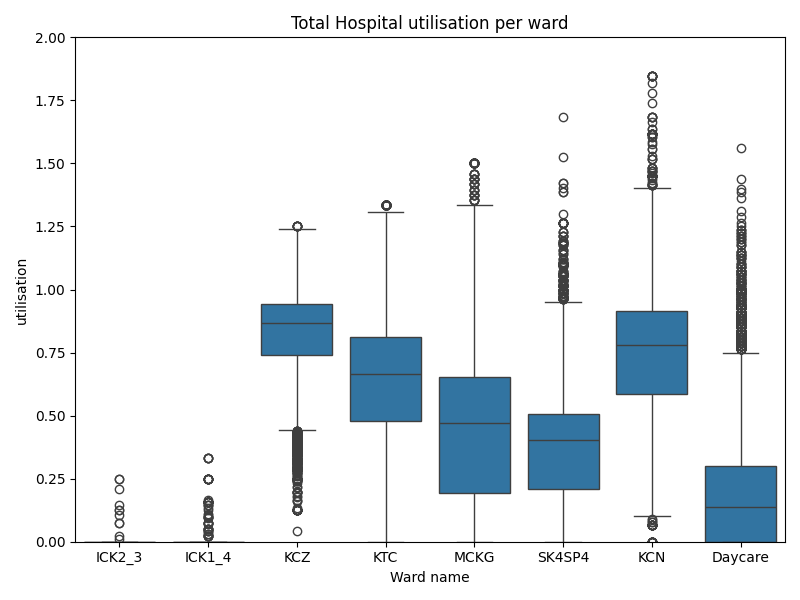 Total Hospital utilisation per ward
utilisation
2.00
1.75
1.50
1.25
1.00
0.75
0.50
0.25
0.00
ICK2_3 ICK1_4 KCZ KTC MCKG SK4SP4 KCN Daycare
Ward name